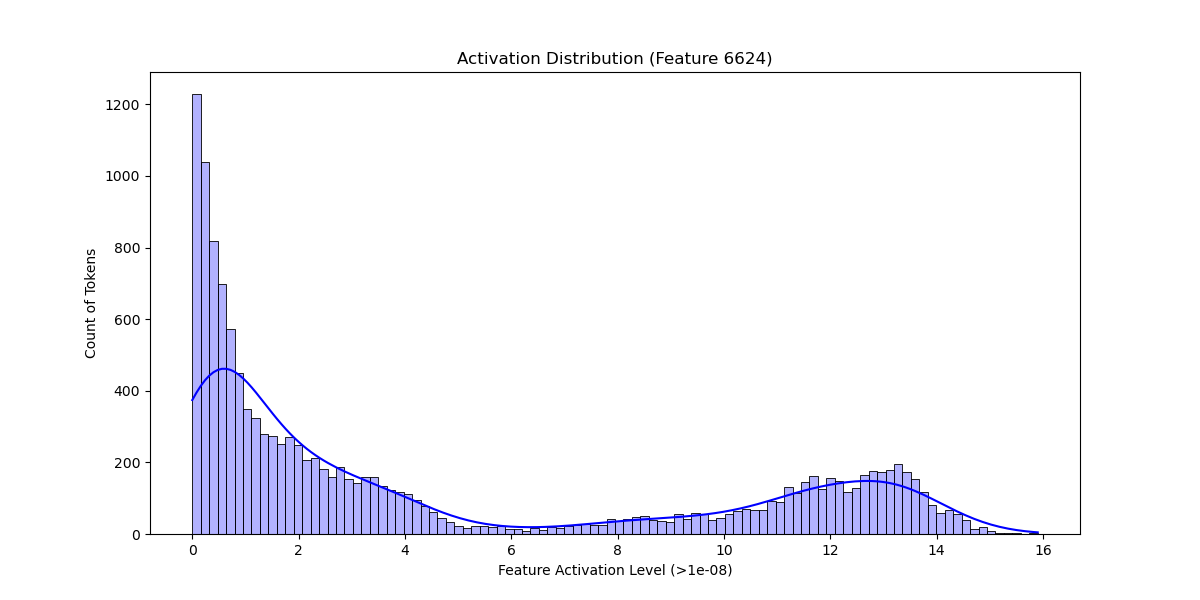 Activation Distribution (Feature 6624)
Count of Tokens
1200
1000
800
600
400
200
0
0 2 4 6 8 10 12 14 16
Feature Activation Level (>1e-08)